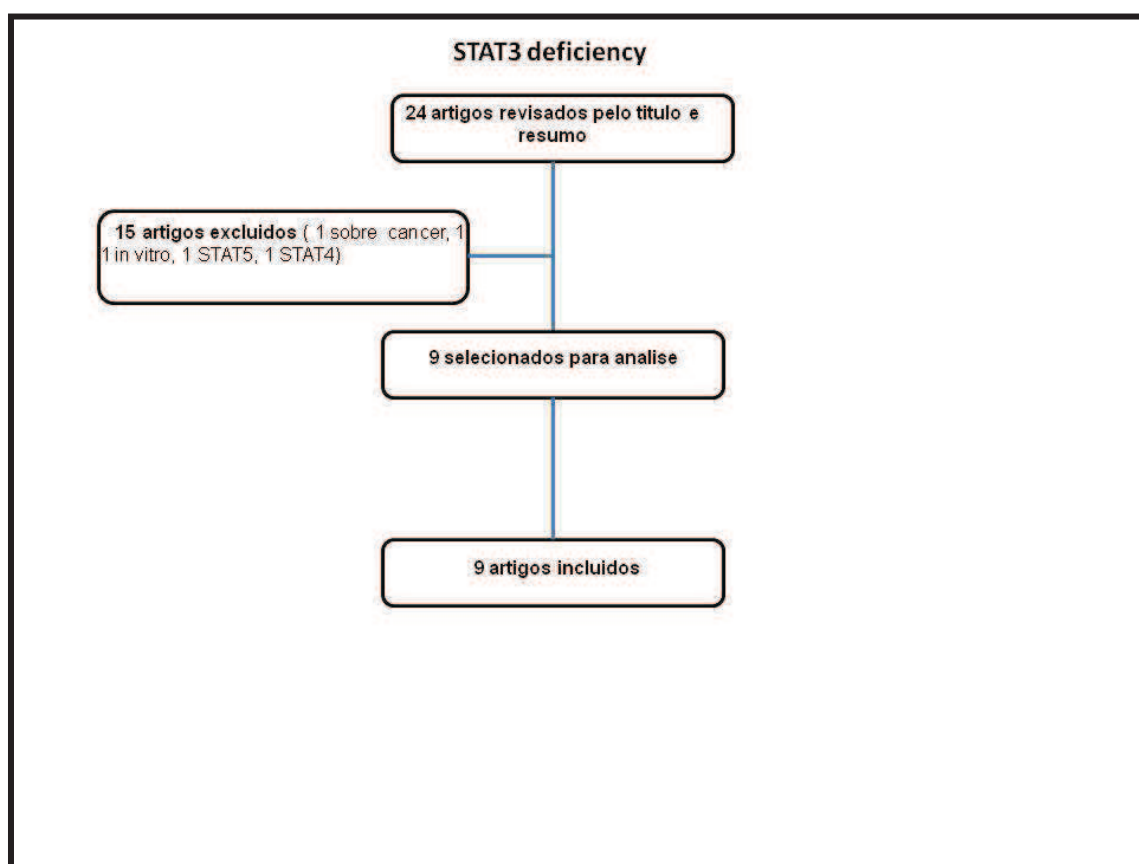 STAT3 deficiency
24 artigos revisados pelo titulo e
resumo
15 artigos excluidos ( 1 sobre cancer, 1
1 in vitro, 1 STAT5, 1 STAT4)
9 selecionados para analise
9 artigos incluidos